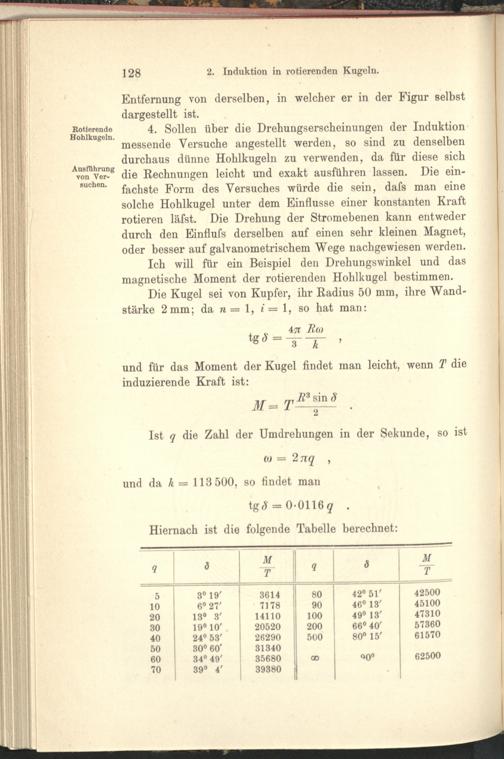 128 2. Induktion in rotierenden Kugeln.
Entfernung von derselben, in welcher er in der Figur selbst
dargestellt ist.
Rotierende
Hohlkugeln.
4. Sollen über die Drehungserscheinungen der Induktion
messende Versuche angestellt werden, so sind zu denselben
durchaus dünne Hohlkugeln zu verwenden, da für diese sich
Ausführung
von Ver-
suchen.
die Rechnungen leicht und exakt ausführen lassen. Die ein-
fachste Form des Versuches würde die sein, dafs man eine
solche Hohlkugel unter dem Einflusse einer konstanten Kraft
rotieren läfst. Die Drehung der Stromebenen kann entweder
durch den Einflufs derselben auf einen sehr kleinen Magnet,
oder besser auf galvanometrischem Wege nachgewiesen werden.
Ich will für ein Beispiel den Drehungswinkel und das
magnetische Moment der rotierenden Hohlkugel bestimmen.
Die Kugel sei von Kupfer, ihr Radius 50 mm, ihre Wand-
stärke 2 mm; da n = 1, i = 1, so hat man:
tg δ = 4π/3 Rω/k ,
und für das Moment der Kugel findet man leicht, wenn T die
induzierende Kraft ist:
M = T R³ sin δ/2 .
Ist q die Zahl der Umdrehungen in der Sekunde, so ist
ω = 2πq ,
und da k = 113 500, so findet man
tg δ = 0·0116 q .
Hiernach ist die folgende Tabelle berechnet:
q δ M/T q δ M/T
5 3° 19′ 3614 80 42° 51′ 42500
10 6° 27′ 7178 90 46° 13′ 45100
20 13° 3′ 14110 100 49° 13′ 47310
30 19° 10′ 20520 200 66° 40′ 57360
40 24° 53′ 26290 500 80° 15′ 61570
50 30° 60′ 31340
60 34° 49′ 35680 ∞ 90° 62500
70 39° 4′ 39380